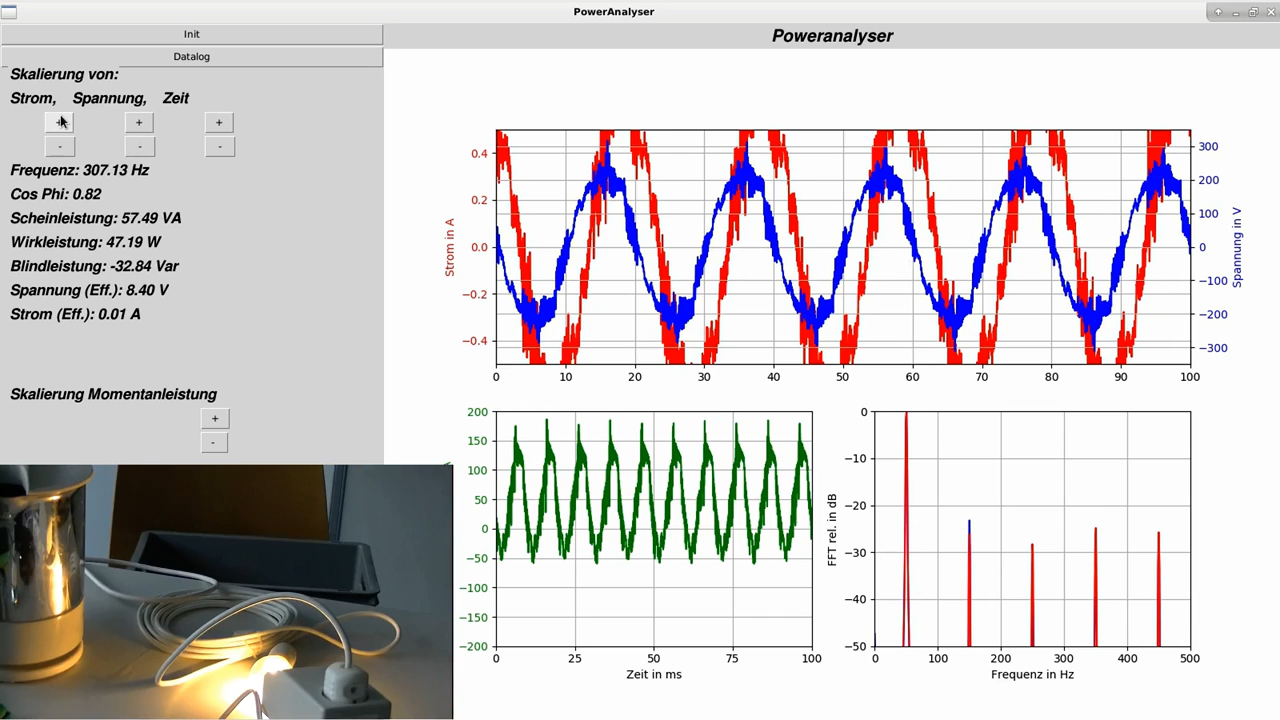 PowerAnalyser
Init
Poweranalyser
Datalog
Skalierung von:
Strom, Spannung, Zeit
+ + +
- - -
Frequenz: 307.13 Hz
Cos Phi: 0.82
Scheinleistung: 57.49 VA
Wirkleistung: 47.19 W
Blindleistung: -32.84 Var
Spannung (Eff.): 8.40 V
Strom (Eff.): 0.01 A
Skalierung Momentanleistung
+
-
Strom in A
0.4
0.2
0.0
−0.2
−0.4
300
200
100
0
−100
−200
−300
Spannung in V
0 10 20 30 40 50 60 70 80 90 100
200
150
100
50
0
−50
−100
−150
−200
0 25 50 75 100
Zeit in ms
FFT rel. in dB
0
−10
−20
−30
−40
−50
0 100 200 300 400 500
Frequenz in Hz